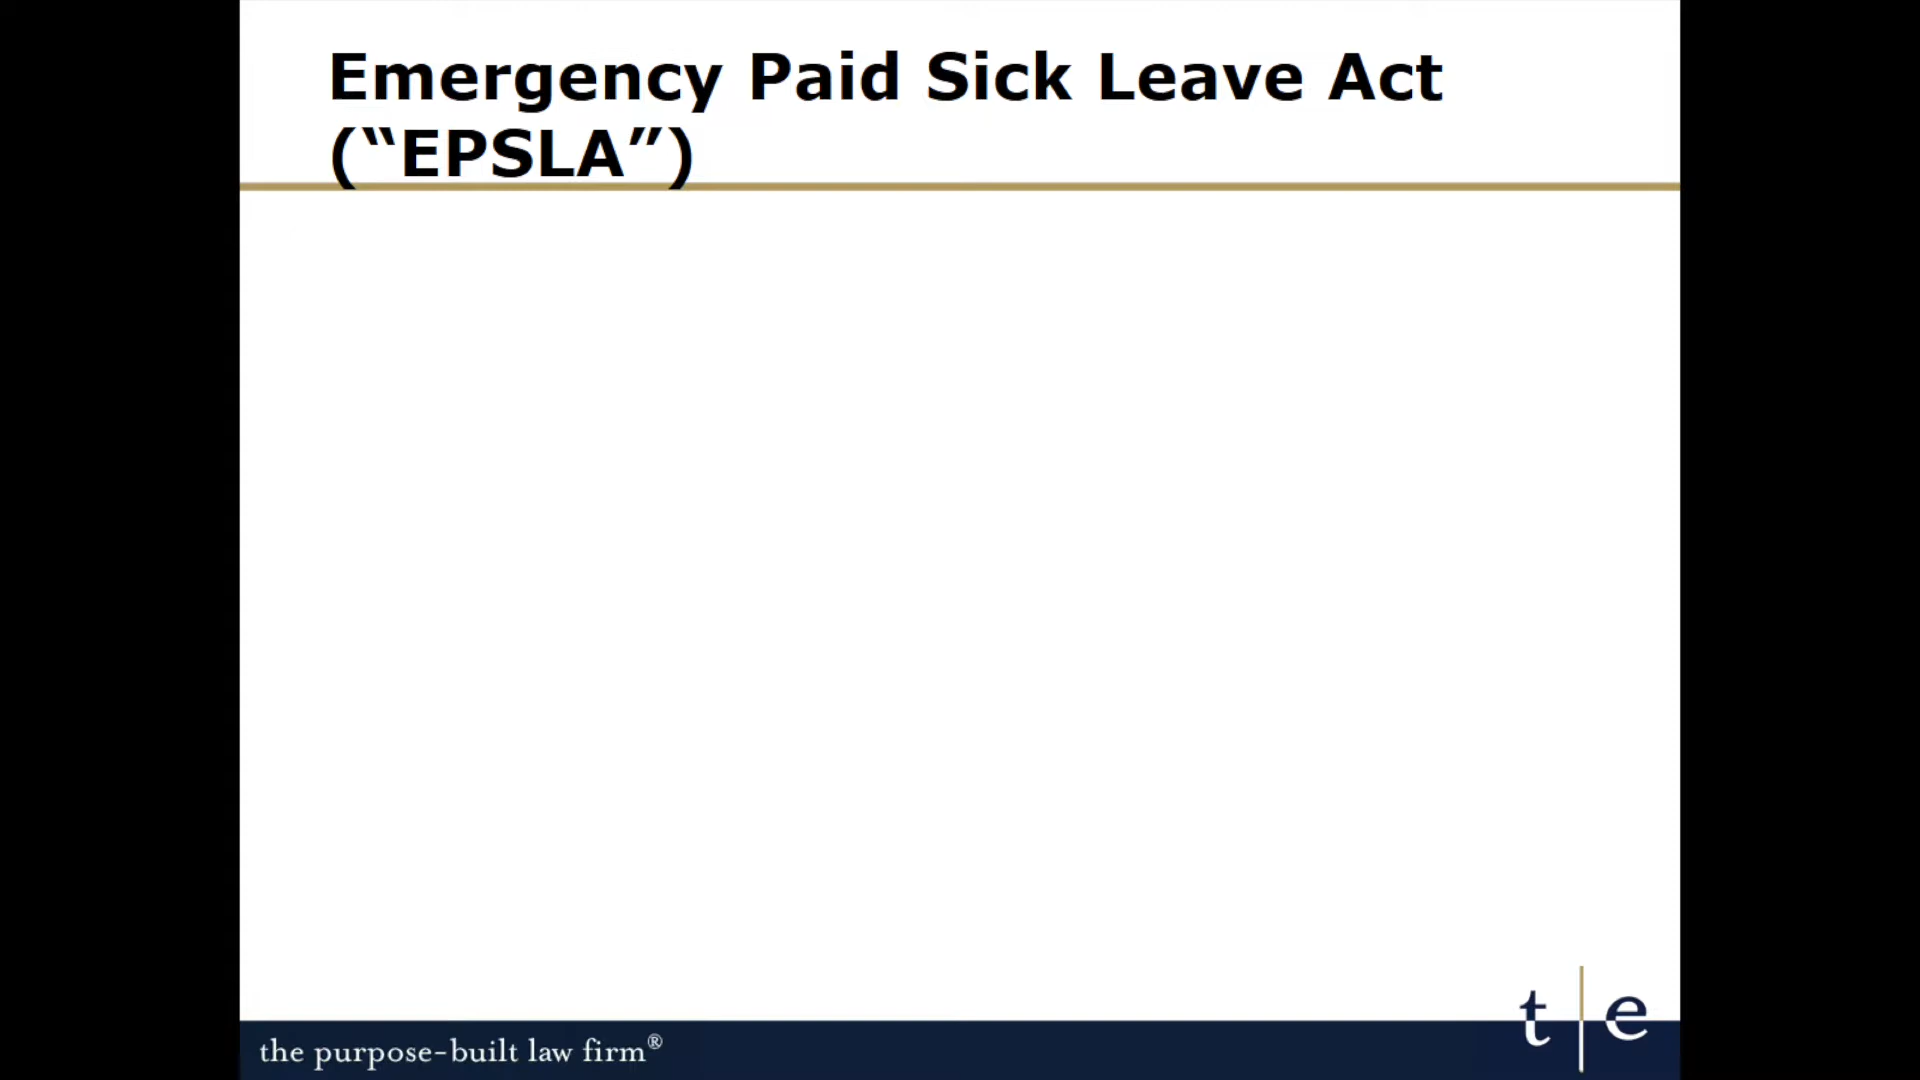 Emergency Paid Sick Leave Act
(“EPSLA”)
t|e
the purpose-built law firm®